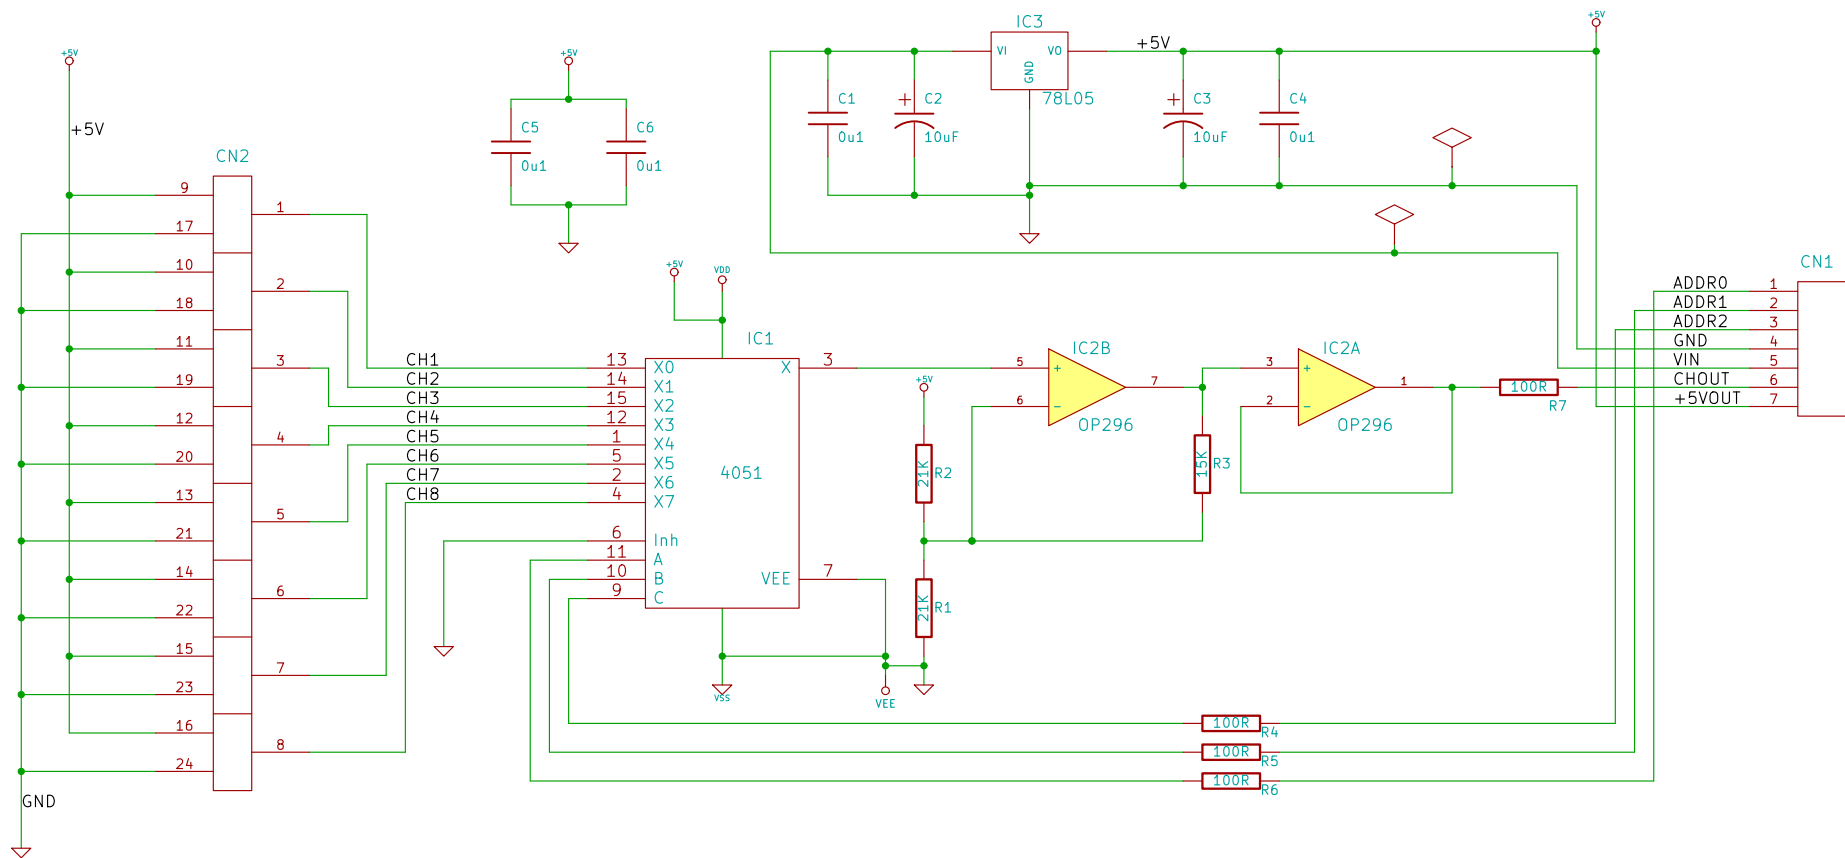 IC3
+5V
+5V
+5V
VI
VO
+5V
GND
C1
0u1
C2
10uF
78L05
C3
10uF
C4
0u1
+5V
C5
0u1
C6
0u1
CN2
9
17
10
18
11
19
12
20
13
21
14
22
15
23
16
24
GND
1
2
3
4
5
6
7
8
CH1
CH2
CH3
CH4
CH5
CH6
CH7
CH8
+5V
VDD
IC1
13
14
15
12
1
5
2
4
6
11
10
9
X0
X1
X2
X3
X4
X5
X6
X7
Inh
A
B
C
4051
X
VEE
3
7
VSS
VEE
+5V
21K
R2
21K
R1
IC2B
5
+
6
−
7
OP296
15K
R3
IC2A
3
+
2
−
1
OP296
100R
R7
100R
R4
100R
R5
100R
R6
CN1
ADDR0 1
ADDR1 2
ADDR2 3
GND 4
VIN 5
CHOUT 6
+5VOUT 7